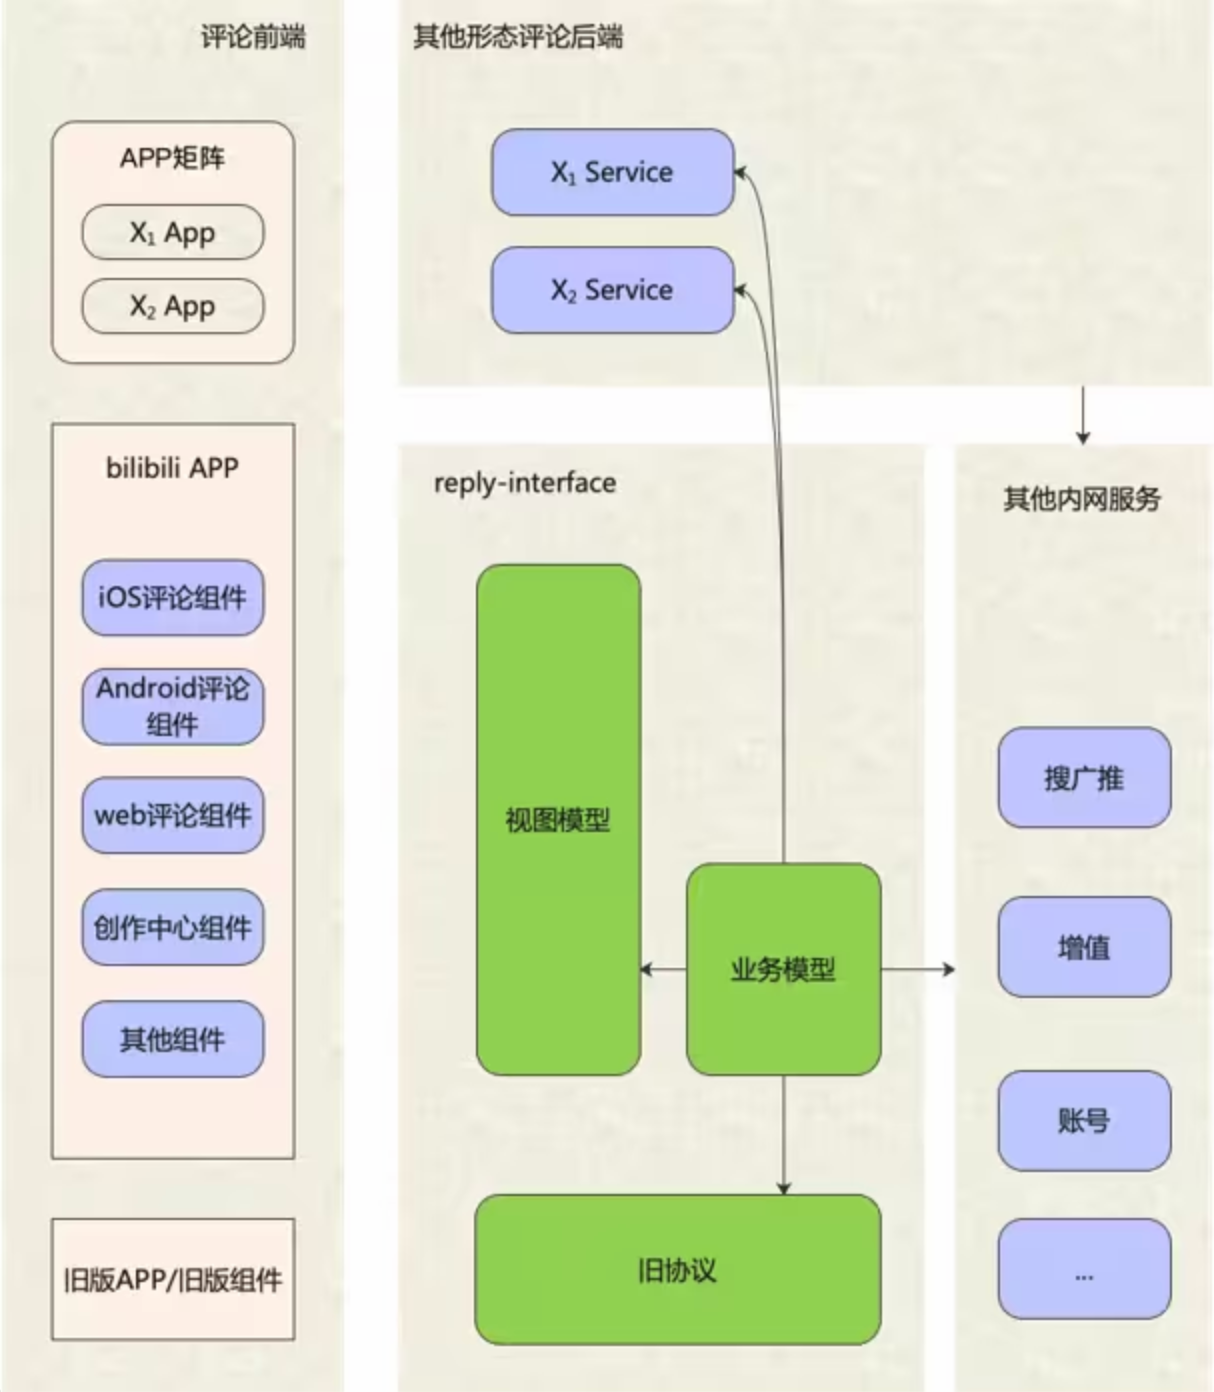 评论前端
APP矩阵
X₁ App
X₂ App
bilibili APP
iOS评论组件
Android评论
组件
web评论组件
创作中心组件
其他组件
旧版APP/旧版组件
其他形态评论后端
X₁ Service
X₂ Service
reply-interface
视图模型
业务模型
旧协议
其他内网服务
搜广推
增值
账号
...